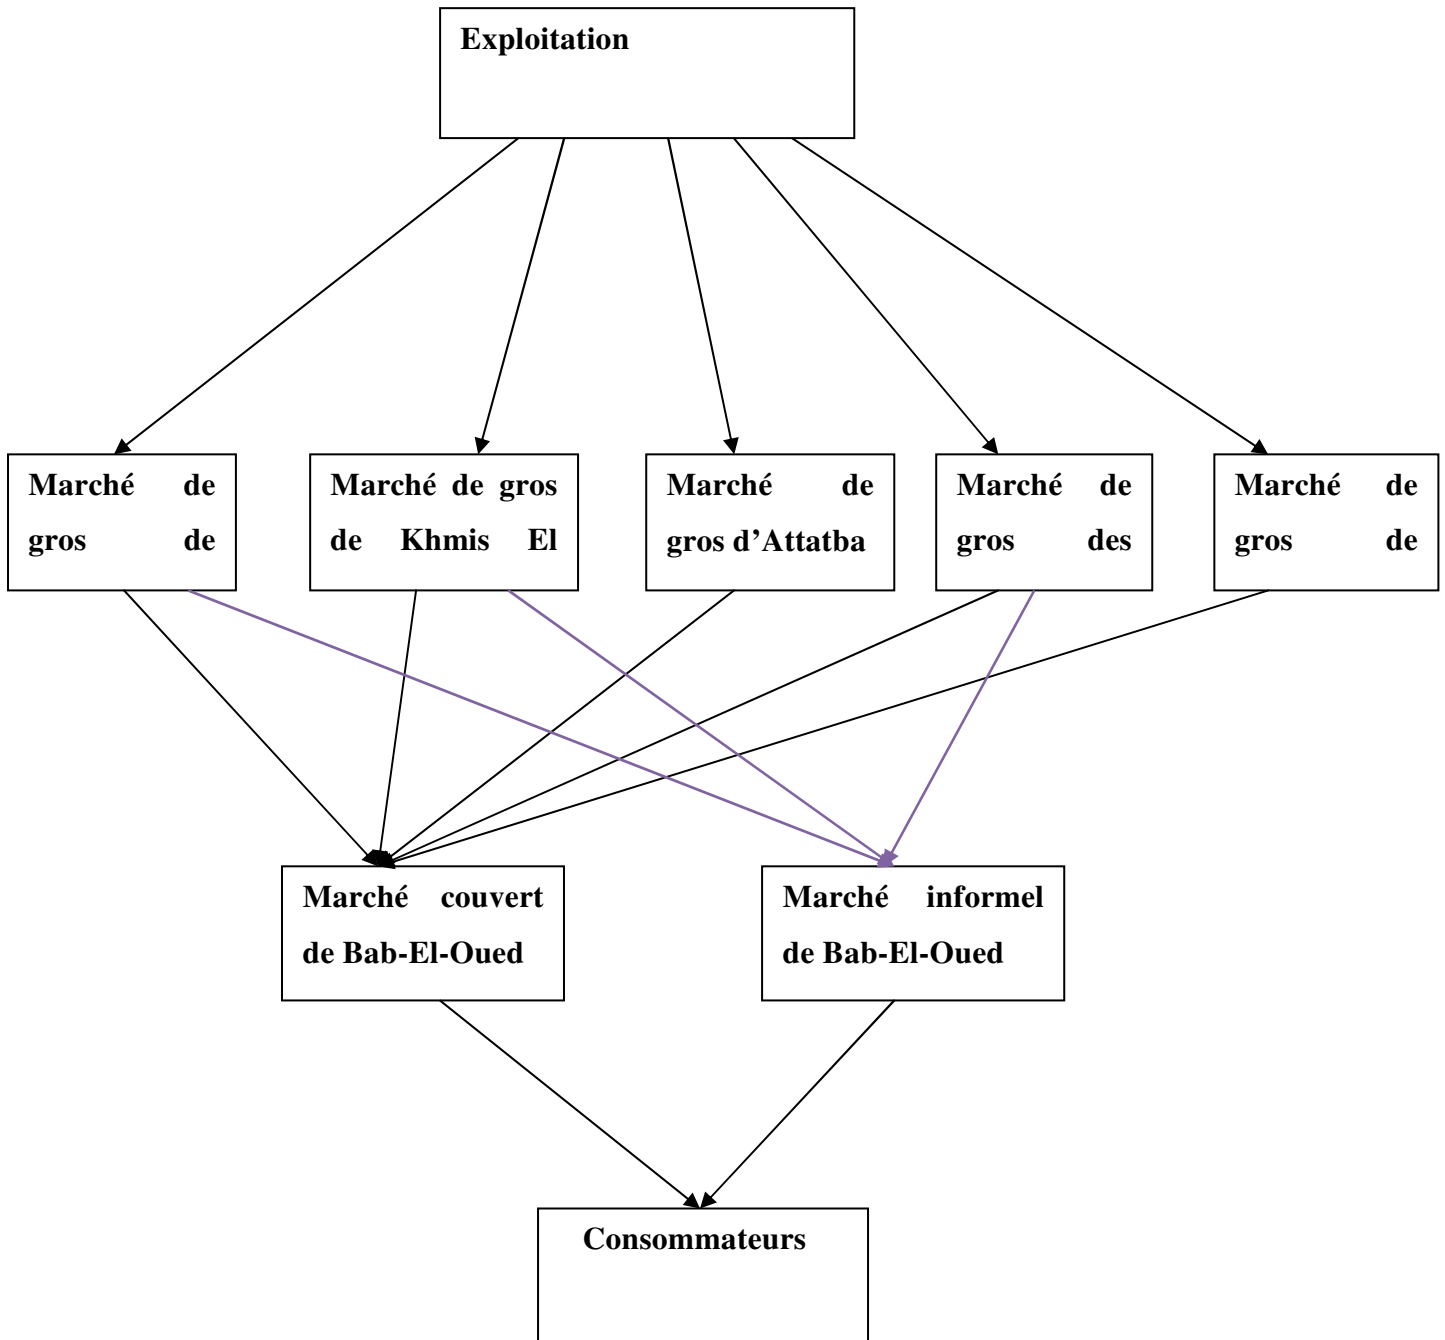 Exploitation
Marché de
gros de
Marché de gros
de Khmis El
Marché de
gros d’Attatba
Marché de
gros des
Marché de
gros de
Marché couvert
de Bab-El-Oued
Marché informel
de Bab-El-Oued
Consommateurs